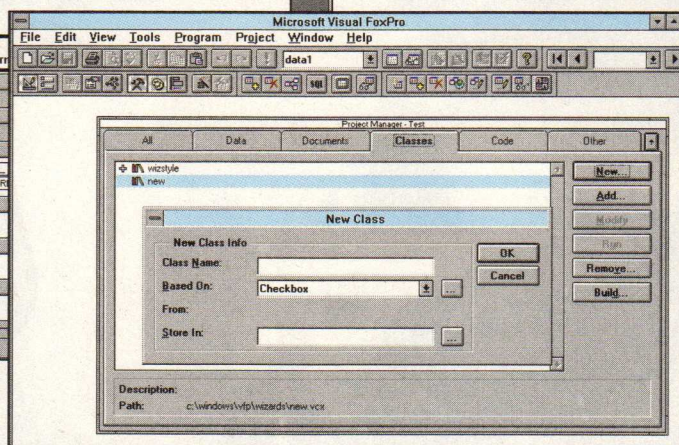 Microsoft Visual FoxPro
File Edit View Tools Program Project Window Help
data1
SQL
Project Manager - Test
All Data Documents Classes Code Other
wizstyle
new
New...
Add...
Modify
Run
Remove...
Build...
New Class
New Class Info
Class Name:
Based On: Checkbox ...
From:
Store In: ...
OK
Cancel
Description:
Path: c:\windows\vfp\wizards\new.vcx